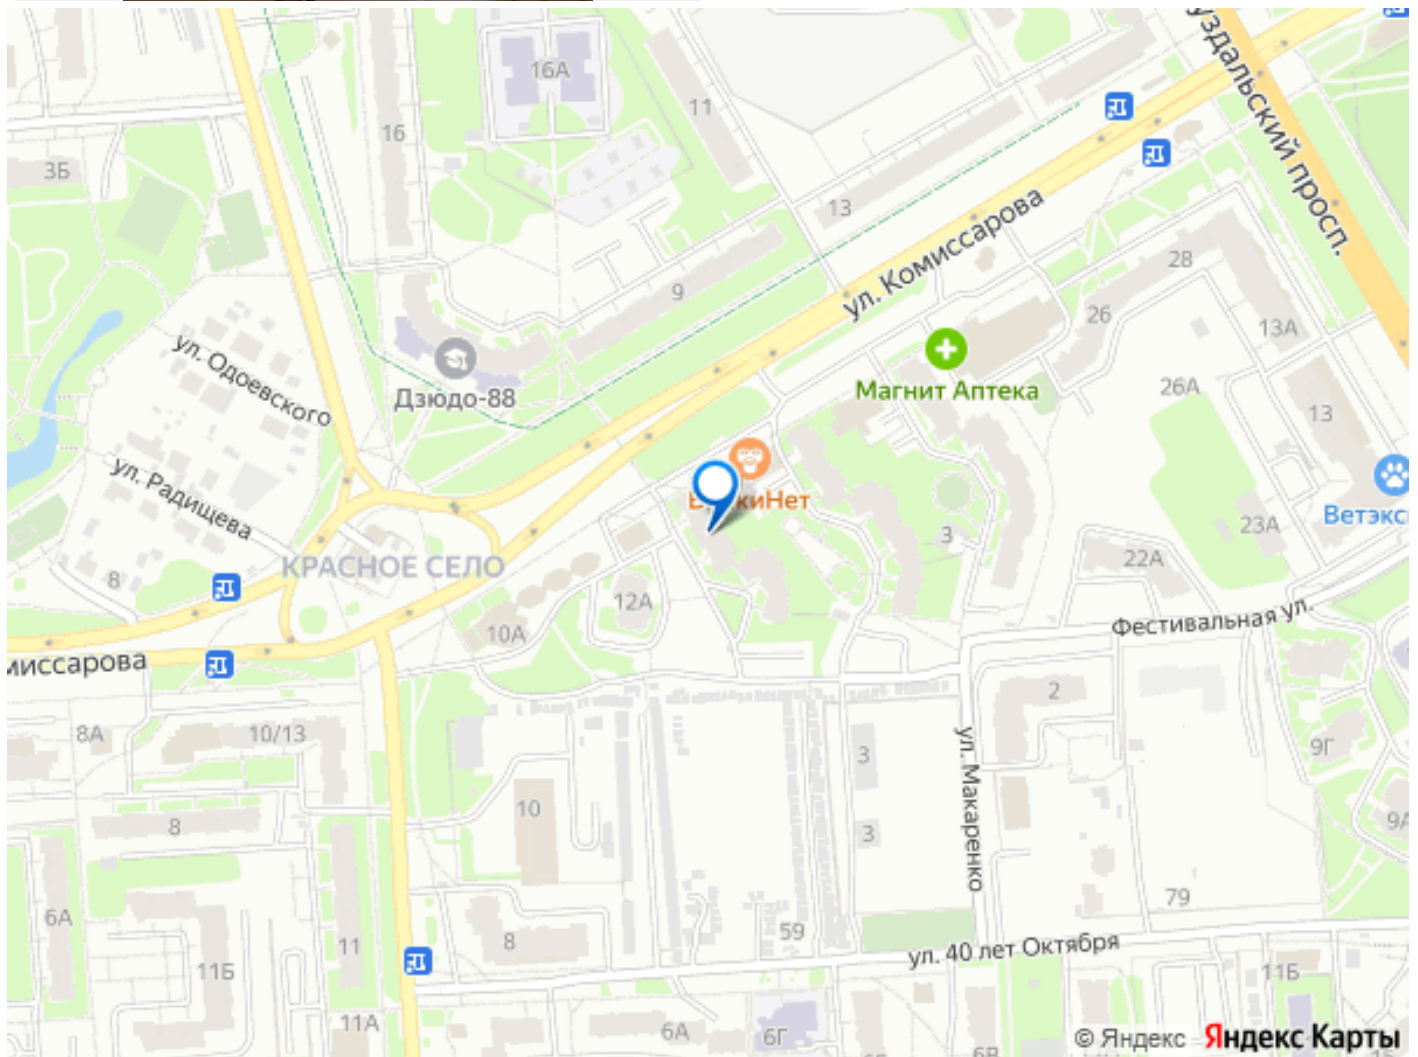 16А
11
16
3Б
13
уздальский просп.
ул. Комиссарова
28
9
26
13А
ул. Одоевского
Дзюдо-88
Магнит Аптека
26А
13
ул. Радищева
Ветэкс
23А
3
КРАСНОЕ СЕЛО
22А
8
12А
10А
Фестивальная ул.
миссарова
2
8А
10/13
3
ул. Макаренко
9Г
10
8
3
9А
79
6А
11
11Б
8
59
ул. 40 лет Октября
11Б
11А
6А
6Г
6В
© Яндекс Яндекс Карты